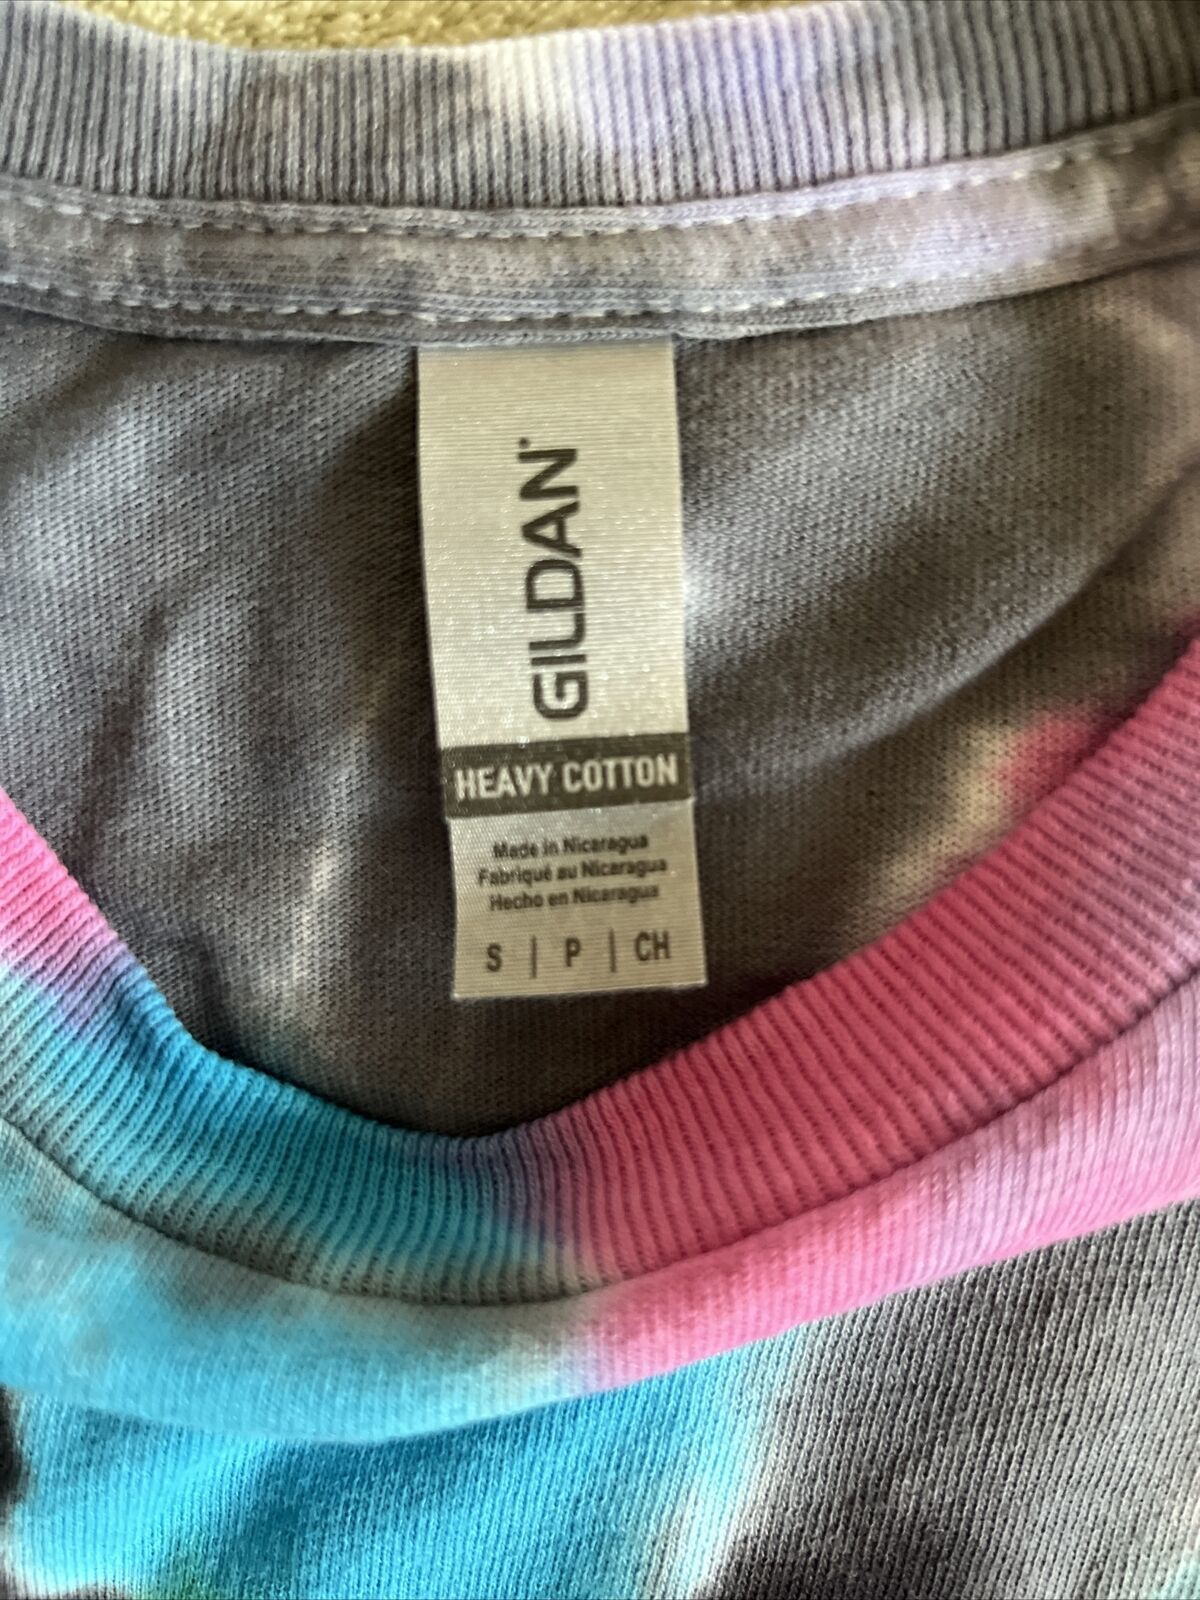 GILDAN
HEAVY COTTON
Made in Nicaragua
Fabriqué au Nicaragua
Hecho en Nicaragua
S | P | CH